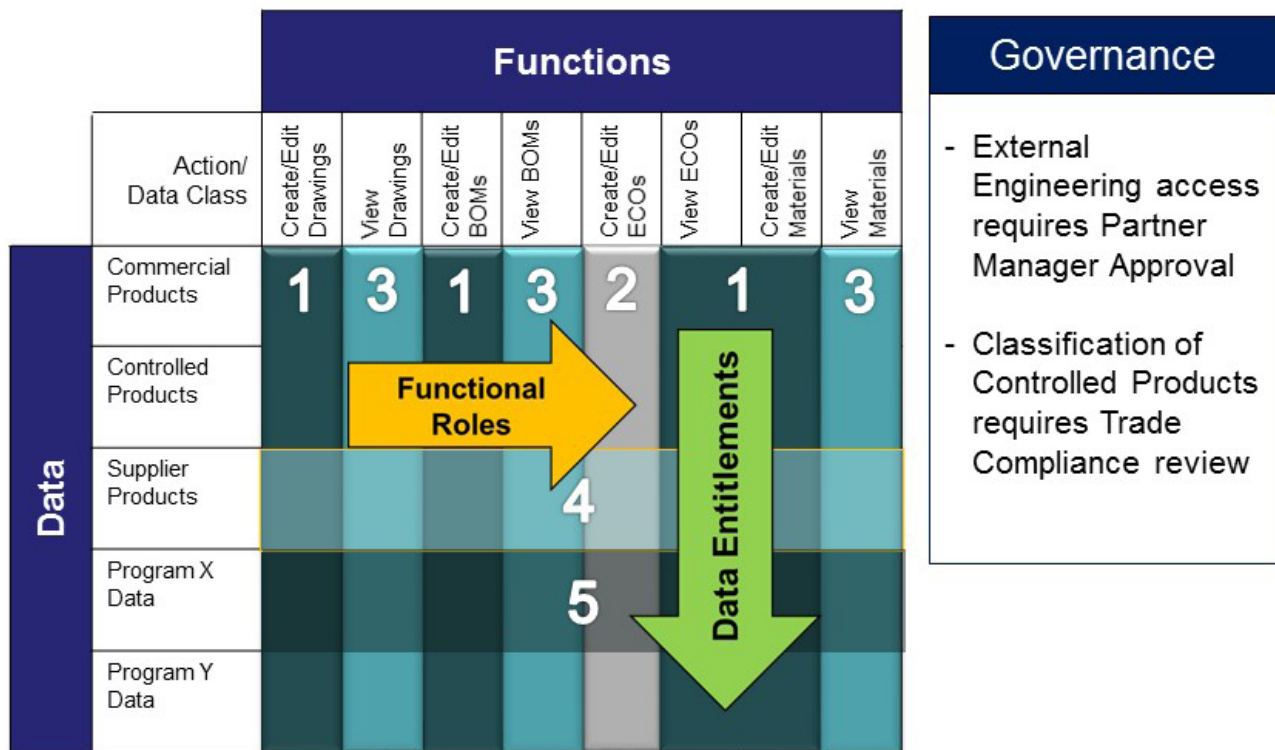 Functions
Governance
Action/
Data Class
Create/Edit
Drawings
View
Drawings
Create/Edit
BOMs
View BOMs
Create/Edit
ECOs
View ECOs
Create/Edit
Materials
View
Materials
Data
Commercial
Products
1
3
1
3
2
1
3
Controlled
Products
Functional
Roles
Data Entitlements
Supplier
Products
4
Program X
Data
5
Program Y
Data
- External
Engineering access
requires Partner
Manager Approval
- Classification of
Controlled Products
requires Trade
Compliance review